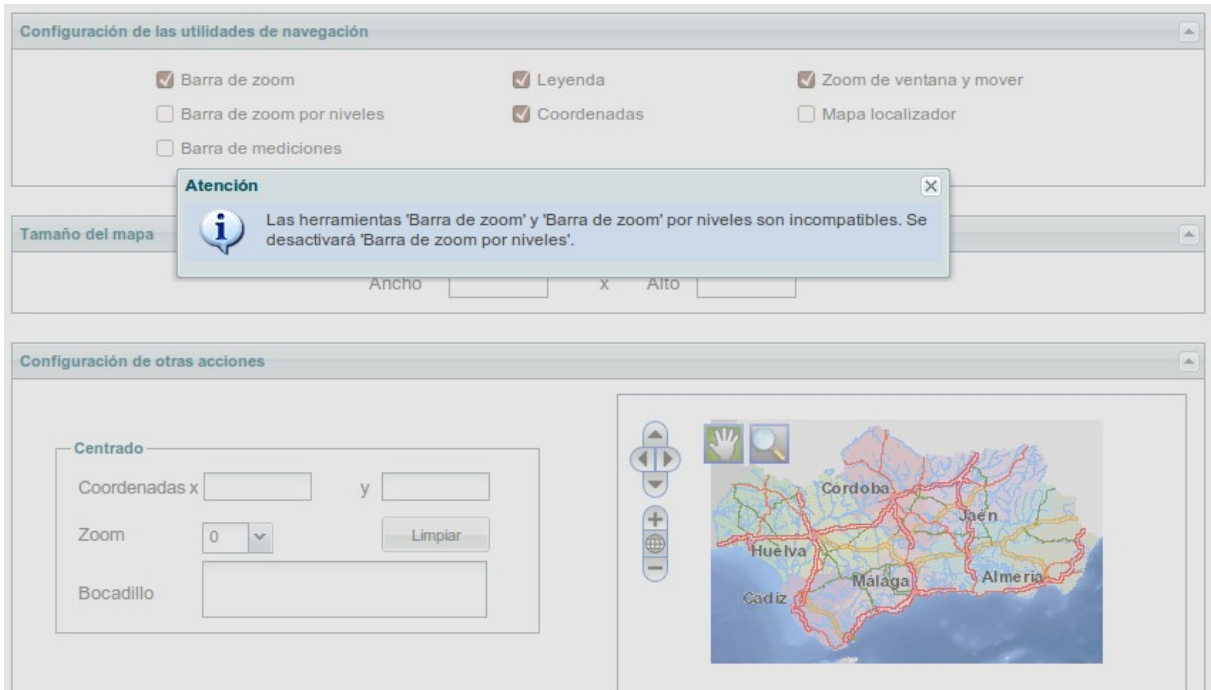 Configuración de las utilidades de navegación
Barra de zoom Leyenda Zoom de ventana y mover
Barra de zoom por niveles Coordenadas Mapa localizador
Barra de mediciones
Atención
Las herramientas 'Barra de zoom' y 'Barra de zoom' por niveles son incompatibles. Se
desactivará 'Barra de zoom por niveles'.
Tamaño del mapa
Ancho x Alto
Configuración de otras acciones
Centrado
Coordenadas x y
Zoom 0 Limpiar
Bocadillo
Córdoba
Jaén
Huelva
Málaga Almería
Cádiz